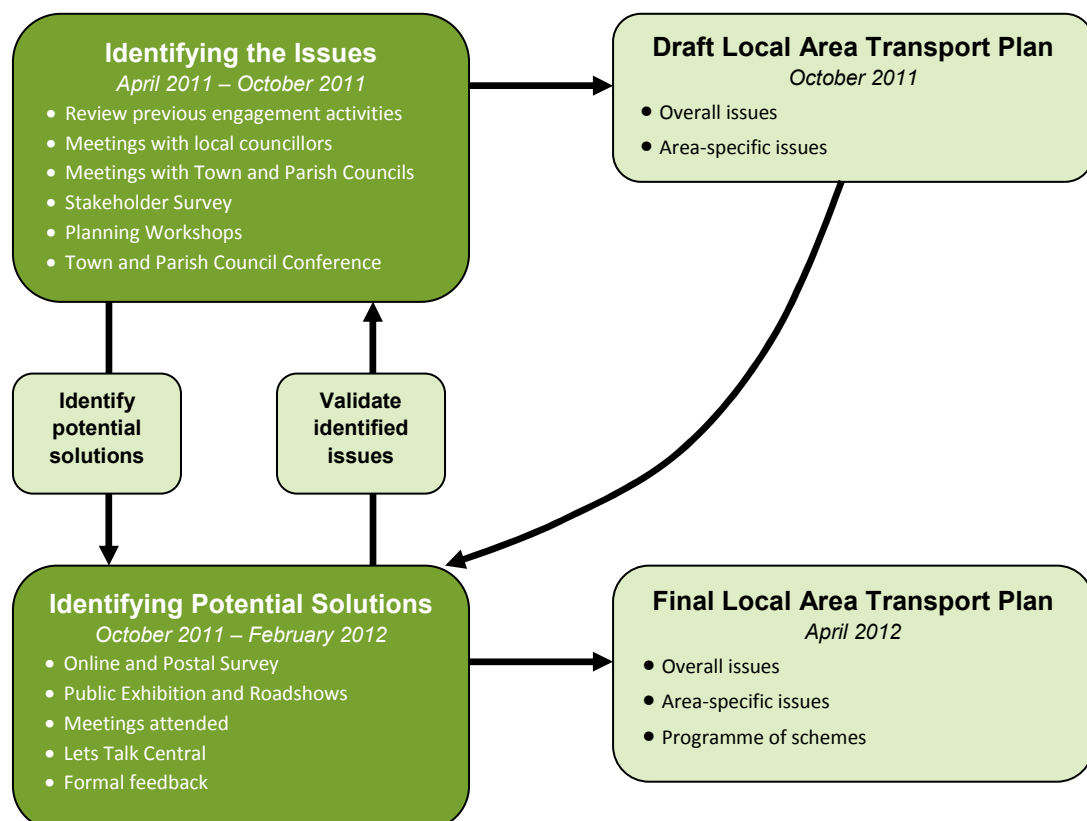 Identifying the Issues
April 2011 – October 2011
• Review previous engagement activities
• Meetings with local councillors
• Meetings with Town and Parish Councils
• Stakeholder Survey
• Planning Workshops
• Town and Parish Council Conference
Draft Local Area Transport Plan
October 2011
• Overall issues
• Area-specific issues
Identify
potential
solutions
Validate
identified
issues
Identifying Potential Solutions
October 2011 – February 2012
• Online and Postal Survey
• Public Exhibition and Roadshows
• Meetings attended
• Lets Talk Central
• Formal feedback
Final Local Area Transport Plan
April 2012
• Overall issues
• Area-specific issues
• Programme of schemes